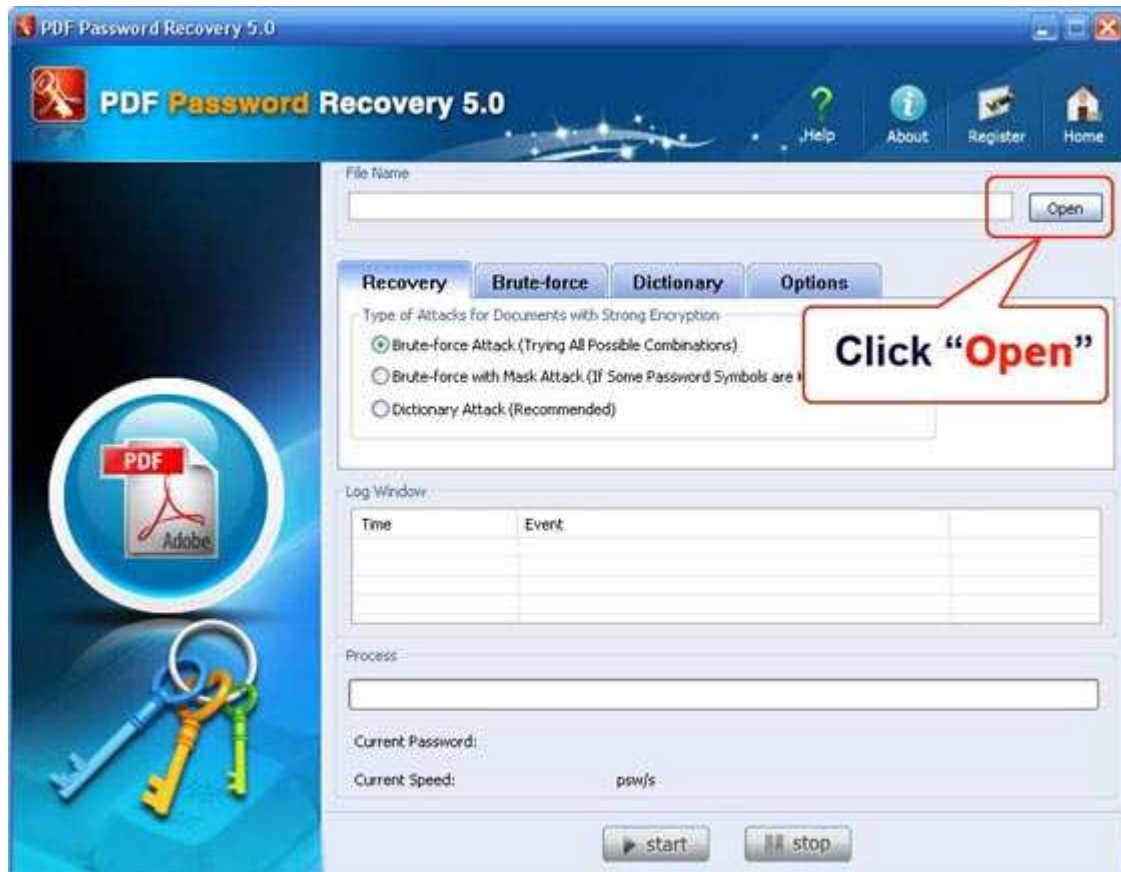 PDF Password Recovery 5.0
PDF Password Recovery 5.0
Help
About
Register
Home
File Name
Open
Recovery
Brute-force
Dictionary
Options
Type of Attacks for Documents with Strong Encryption
Brute-force Attack (Trying All Possible Combinations)
Brute-force with Mask Attack (If Some Password Symbols are
Dictionary Attack (Recommended)
Click “Open”
PDF
Adobe
Log Window
Time
Event
Process
Current Password:
Current Speed:
psw/s
start
stop